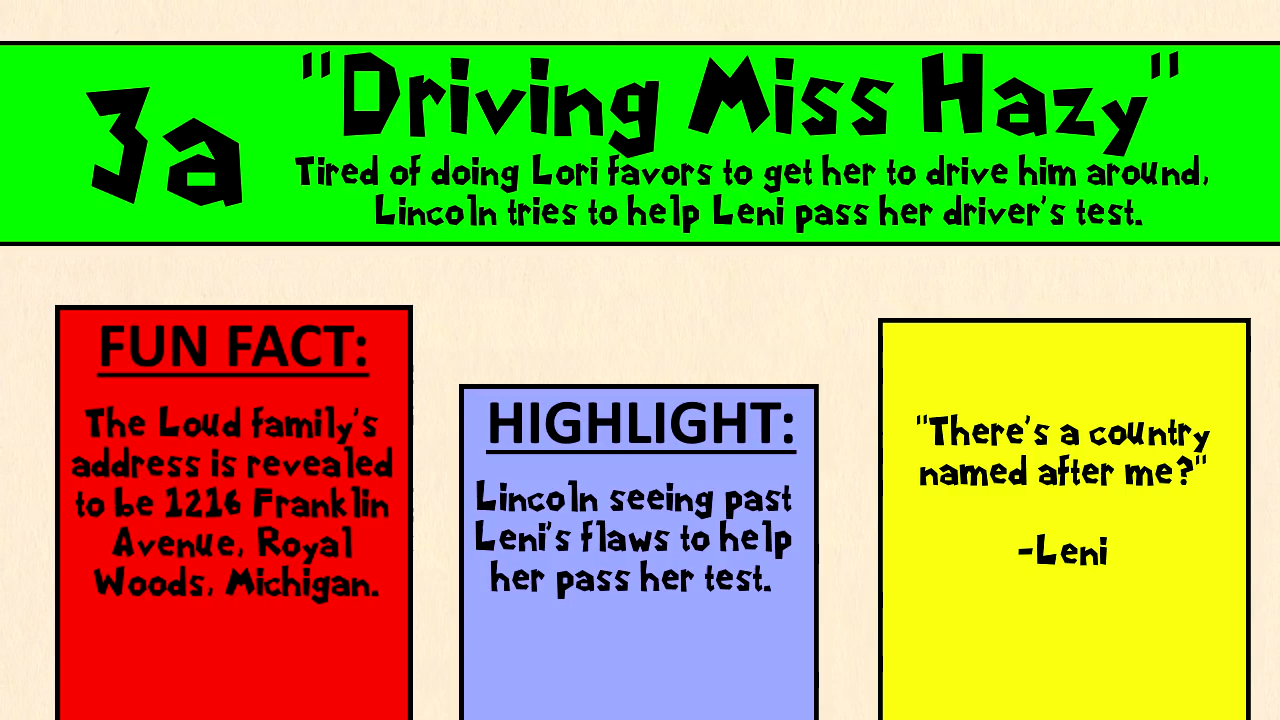 3a
"Driving Miss Hazy"
Tired of doing Lori favors to get her to drive him around,
Lincoln tries to help Leni pass her driver's test.
FUN FACT:
The Loud family's
address is revealed
to be 1216 Franklin
Avenue, Royal
Woods, Michigan.
HIGHLIGHT:
Lincoln seeing past
Leni's flaws to help
her pass her test.
"There's a country
named after me?"
-Leni